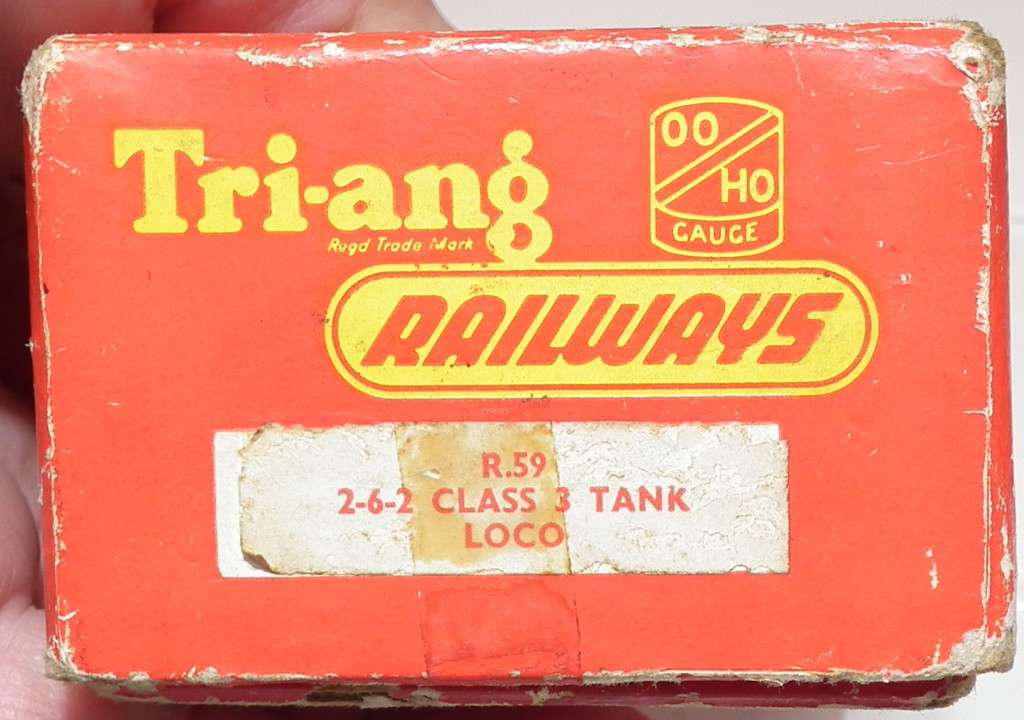 Tri-ang
Regd Trade Mark
OO
HO
GAUGE
RAILWAYS
R.59
2-6-2 CLASS 3 TANK
LOCO